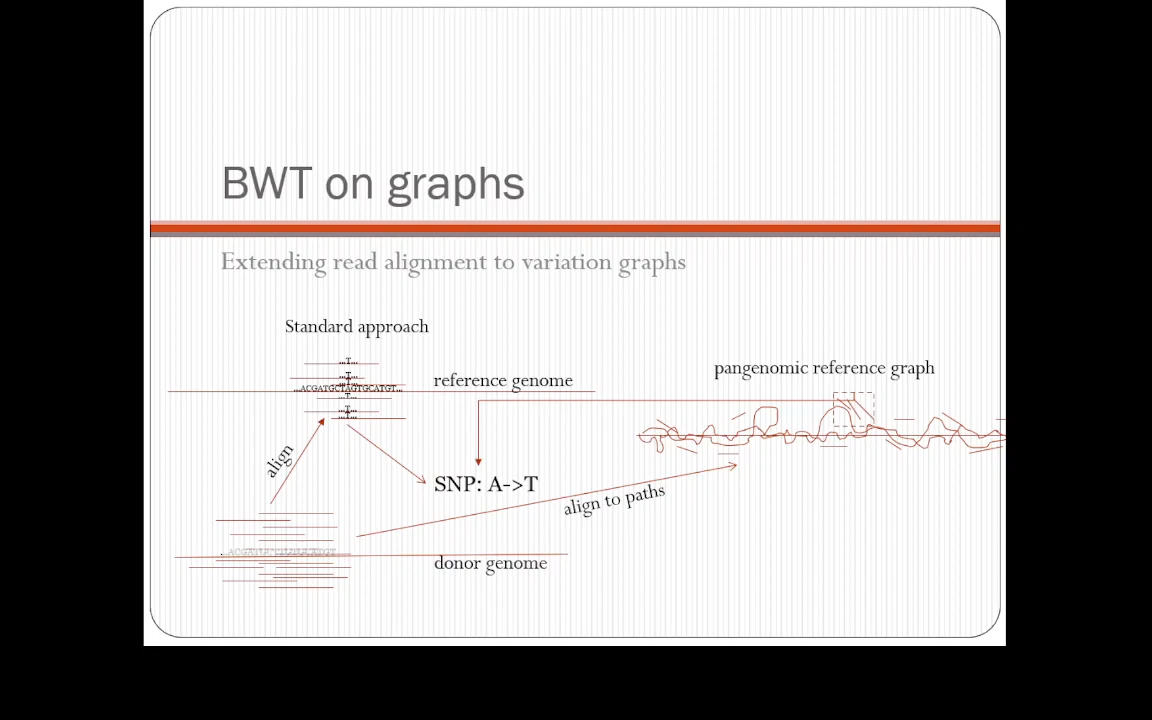 BWT on graphs
Extending read alignment to variation graphs
Standard approach
...T...
...T...
...ACGATGCTAGTGCATGT...
...T...
...T...
reference genome
pangenomic reference graph
align
SNP: A->T
align to paths
donor genome